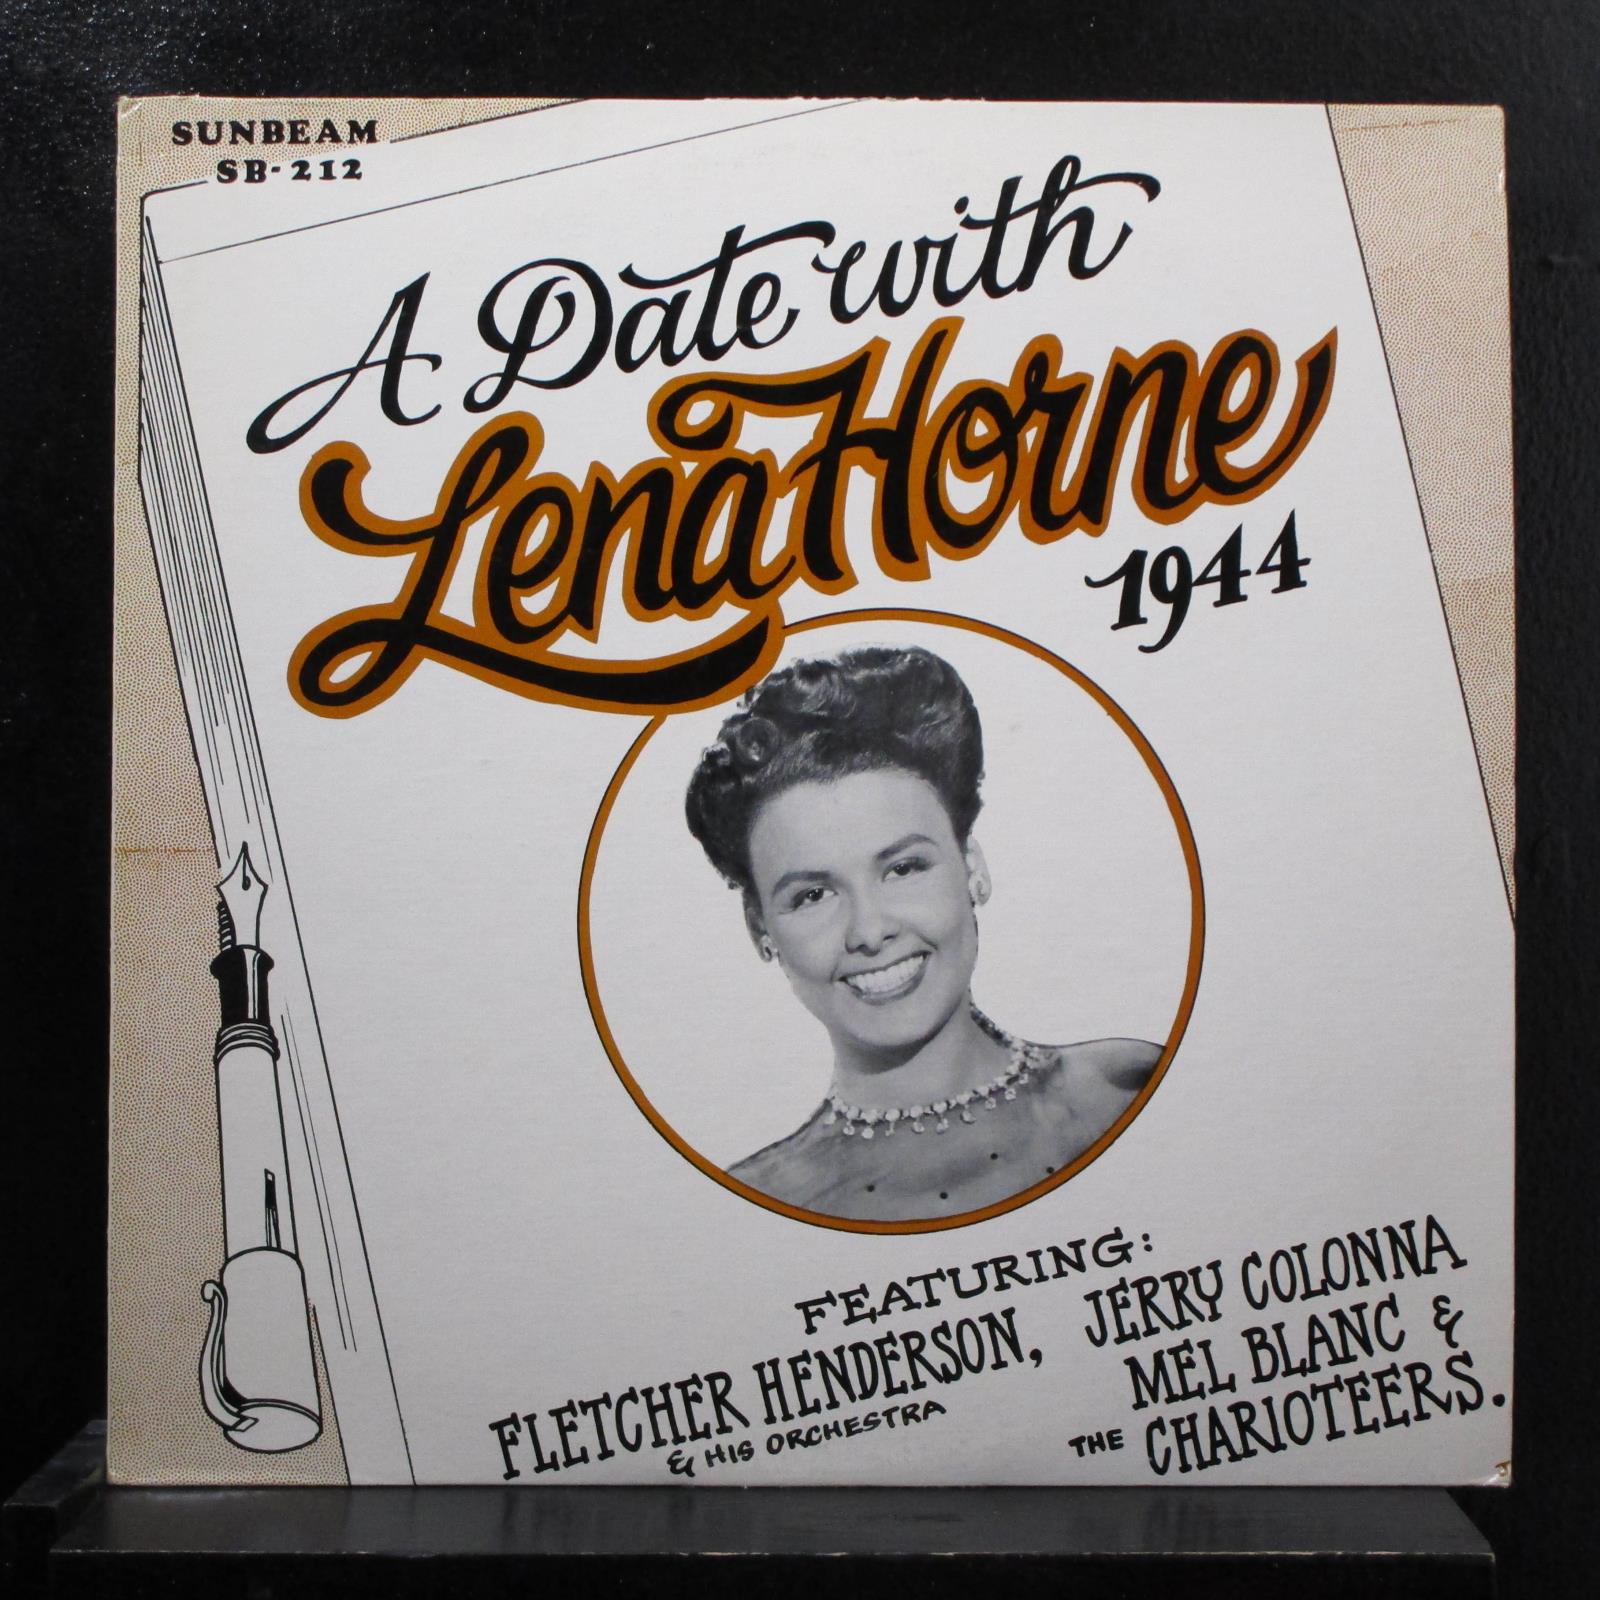 SUNBEAM
SB-212
A Date with
Lena Horne
1944
FEATURING:
FLETCHER HENDERSON,
& HIS ORCHESTRA
JERRY COLONNA
MEL BLANC &
THE CHARIOTEERS.